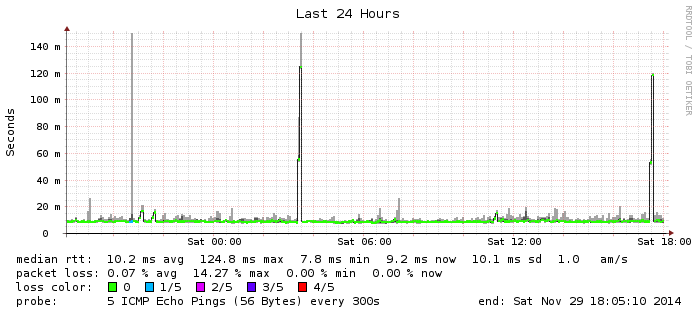 Last 24 Hours
RRDTOOL / TOBI OETIKER
Seconds
140 m
120 m
100 m
80 m
60 m
40 m
20 m
0
Sat 00:00 Sat 06:00 Sat 12:00 Sat 18:00
median rtt: 10.2 ms avg 124.8 ms max 7.8 ms min 9.2 ms now 10.1 ms sd 1.0 am/s
packet loss: 0.07 % avg 14.27 % max 0.00 % min 0.00 % now
loss color: 0 1/5 2/5 3/5 4/5
probe: 5 ICMP Echo Pings (56 Bytes) every 300s end: Sat Nov 29 18:05:10 2014